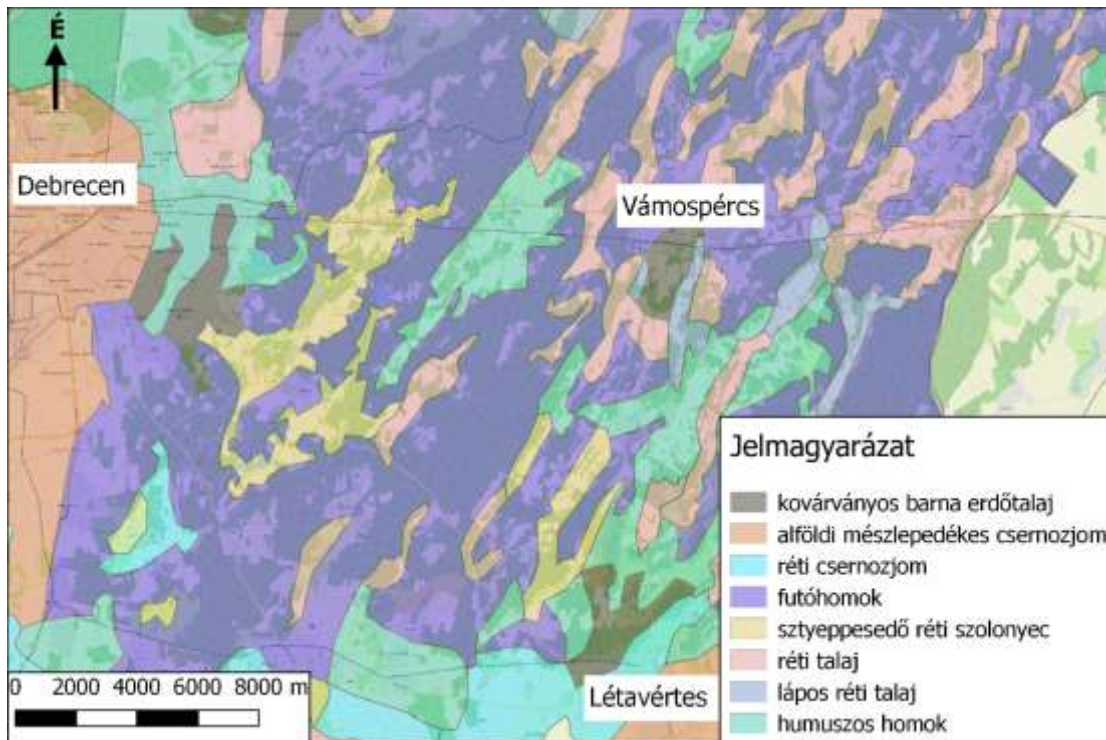 É
Debrecen
Vámospércs
Létavértes
0 2000 4000 6000 8000 m
Jelmagyarázat
kovárványos barna erdőtalaj
alföldi mészlepedékes csernozjom
réti csernozjom
futóhomok
sztyeppesedő réti szolonyec
réti talaj
lápos réti talaj
humuszos homok